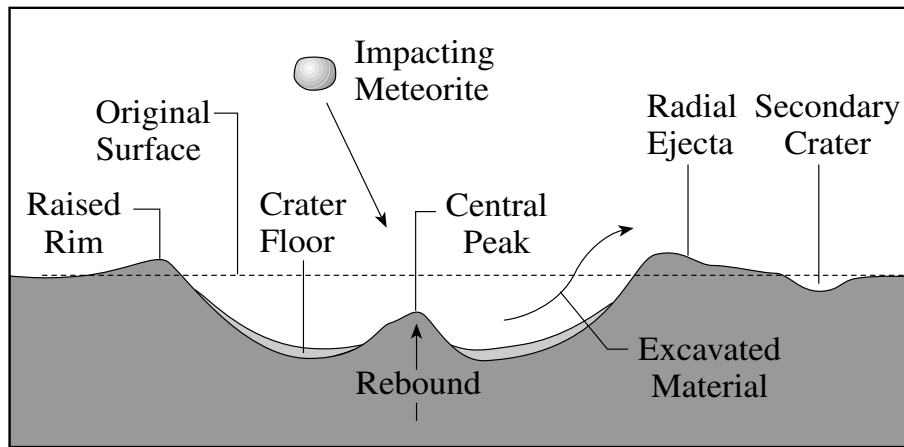 Impacting
Meteorite
Original
Surface
Radial
Ejecta
Secondary
Crater
Raised
Rim
Crater
Floor
Central
Peak
Excavated
Material
Rebound